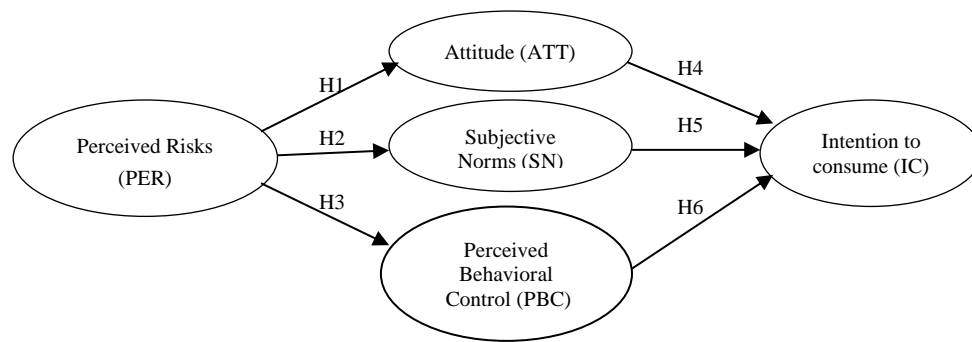 Attitude (ATT)
H1
H4
Perceived Risks
(PER)
H2
Subjective
Norms (SN)
H5
Intention to
consume (IC)
H3
H6
Perceived
Behavioral
Control (PBC)